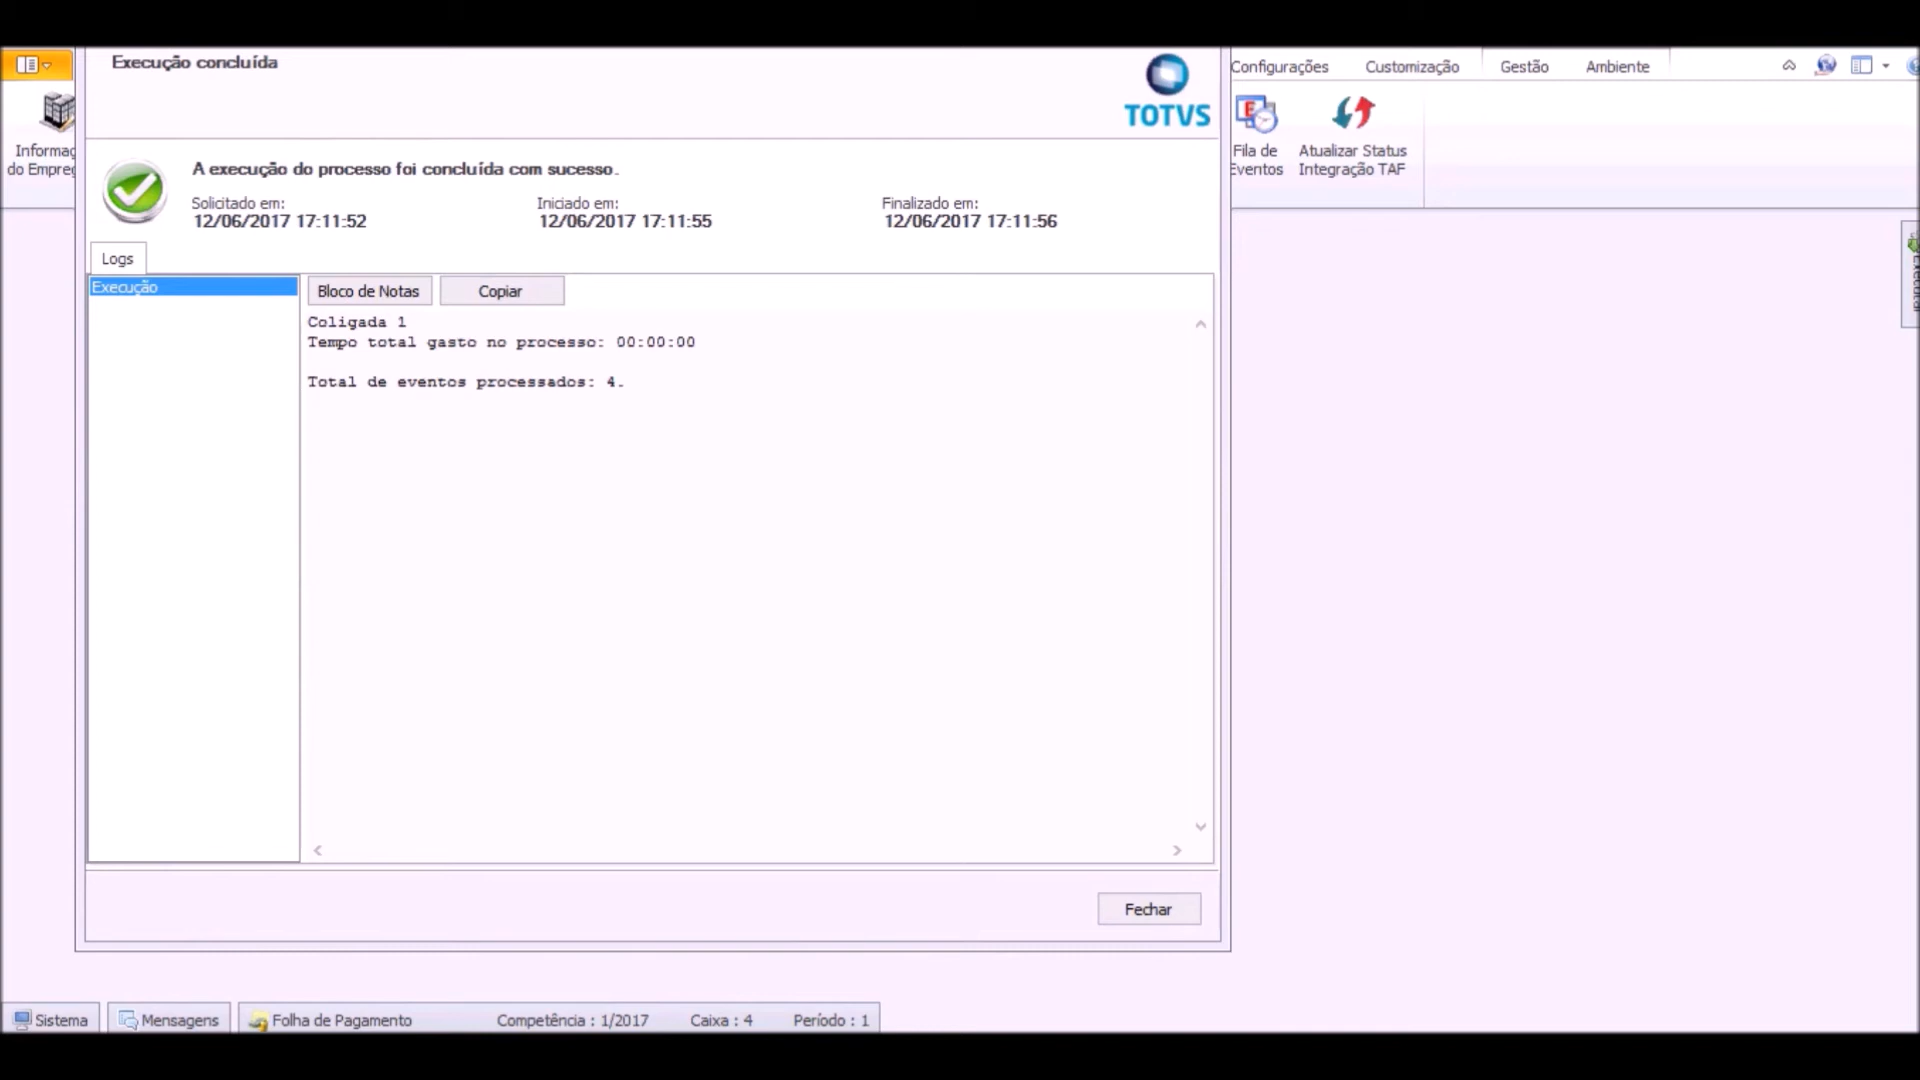 Execução concluída
TOTVS
Configurações
Customização
Gestão
Ambiente
do Empreg
Fila de
Eventos
Atualizar Status
Integração TAF
A execução do processo foi concluída com sucesso.
Solicitado em:
12/06/2017 17:11:52
Iniciado em:
12/06/2017 17:11:55
Finalizado em:
12/06/2017 17:11:56
Logs
Execução
Bloco de Notas
Copiar
Coligada 1
Tempo total gasto no processo: 00:00:00
Total de eventos processados: 4.
Fechar
Sistema
Mensagens
Folha de Pagamento
Competência : 1/2017
Caixa : 4
Período : 1